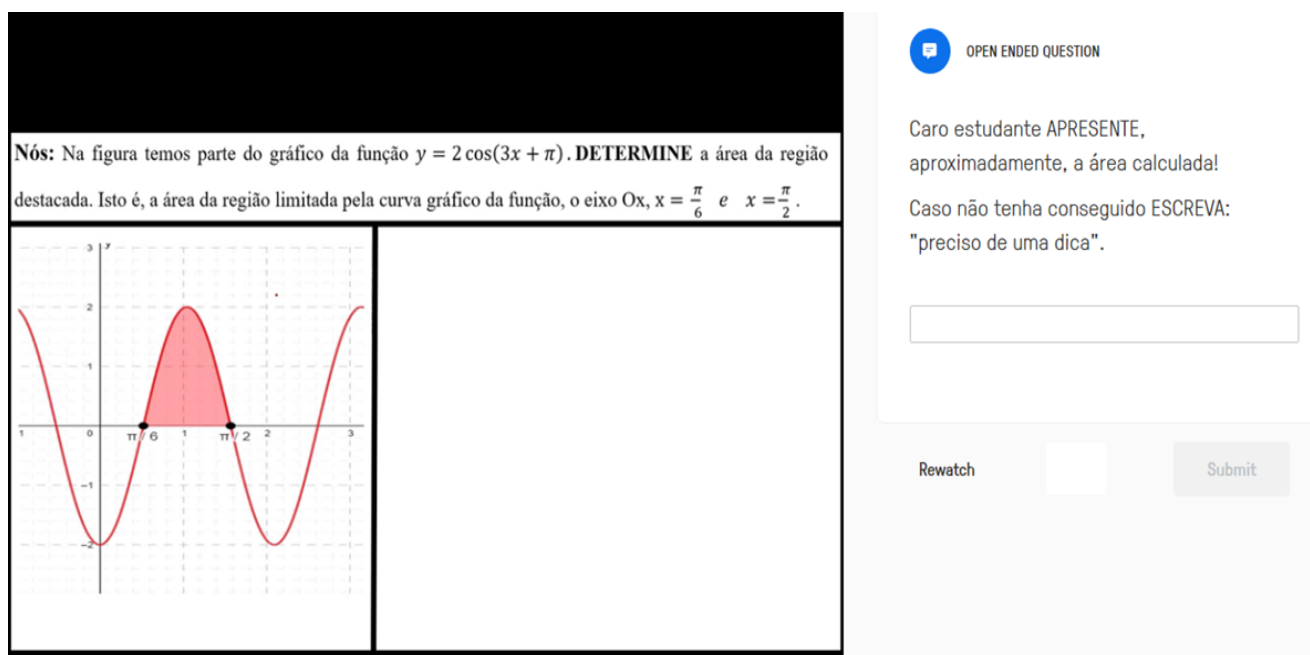 Nós: Na figura temos parte do gráfico da função y = 2 cos(3x + π). DETERMINE a área da região
destacada. Isto é, a área da região limitada pela curva gráfico da função, o eixo Ox, x = π/6 e x = π/2 .
3 y
2
1
1 0 π/6 1 π/2 2 3
−1
−2
OPEN ENDED QUESTION
Caro estudante APRESENTE,
aproximadamente, a área calculada!
Caso não tenha conseguido ESCREVA:
"preciso de uma dica".
Rewatch Submit